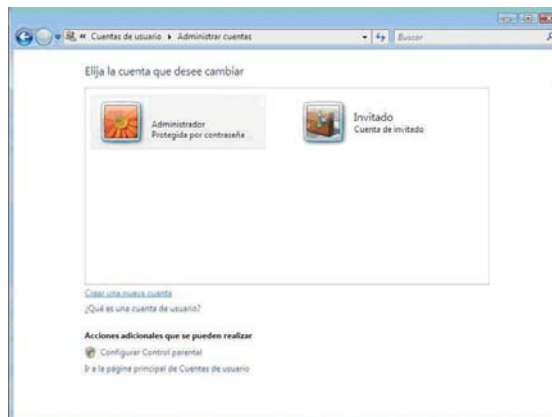 « Cuentas de usuario ▸ Administrar cuentas
Buscar
Elija la cuenta que desee cambiar
Administrador
Protegida por contraseña
Invitado
Cuenta de invitado
Crear una nueva cuenta
¿Qué es una cuenta de usuario?
Acciones adicionales que se pueden realizar
Configurar Control parental
Ir a la página principal de Cuentas de usuario